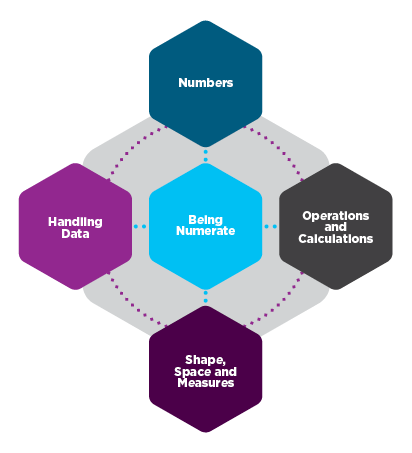 Numbers
Handling
Data
Being
Numerate
Operations
and
Calculations
Shape,
Space and
Measures